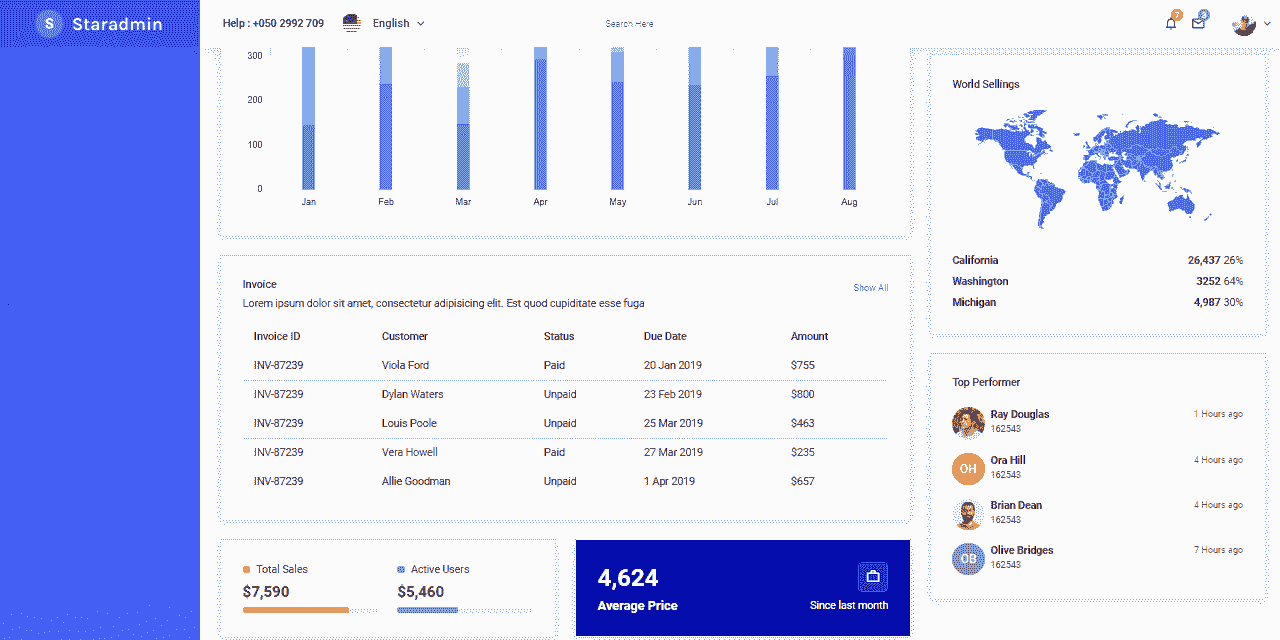 S Staradmin
Help : +050 2992 709 English Search Here 7
300
200
100
0
Jan Feb Mar Apr May Jun Jul Aug
World Sellings
California 26,437 26%
Washington 3252 64%
Michigan 4,987 30%
Invoice Show All
Lorem ipsum dolor sit amet, consectetur adipisicing elit. Est quod cupiditate esse fuga
Invoice ID Customer Status Due Date Amount
INV-87239 Viola Ford Paid 20 Jan 2019 $755
INV-87239 Dylan Waters Unpaid 23 Feb 2019 $800
INV-87239 Louis Poole Unpaid 25 Mar 2019 $463
INV-87239 Vera Howell Paid 27 Mar 2019 $235
INV-87239 Allie Goodman Unpaid 1 Apr 2019 $657
Top Performer
Ray Douglas 1 Hours ago
162543
OH Ora Hill 4 Hours ago
162543
Brian Dean 4 Hours ago
162543
OB Olive Bridges 7 Hours ago
162543
Total Sales Active Users
$7,590 $5,460
4,624
Average Price Since last month